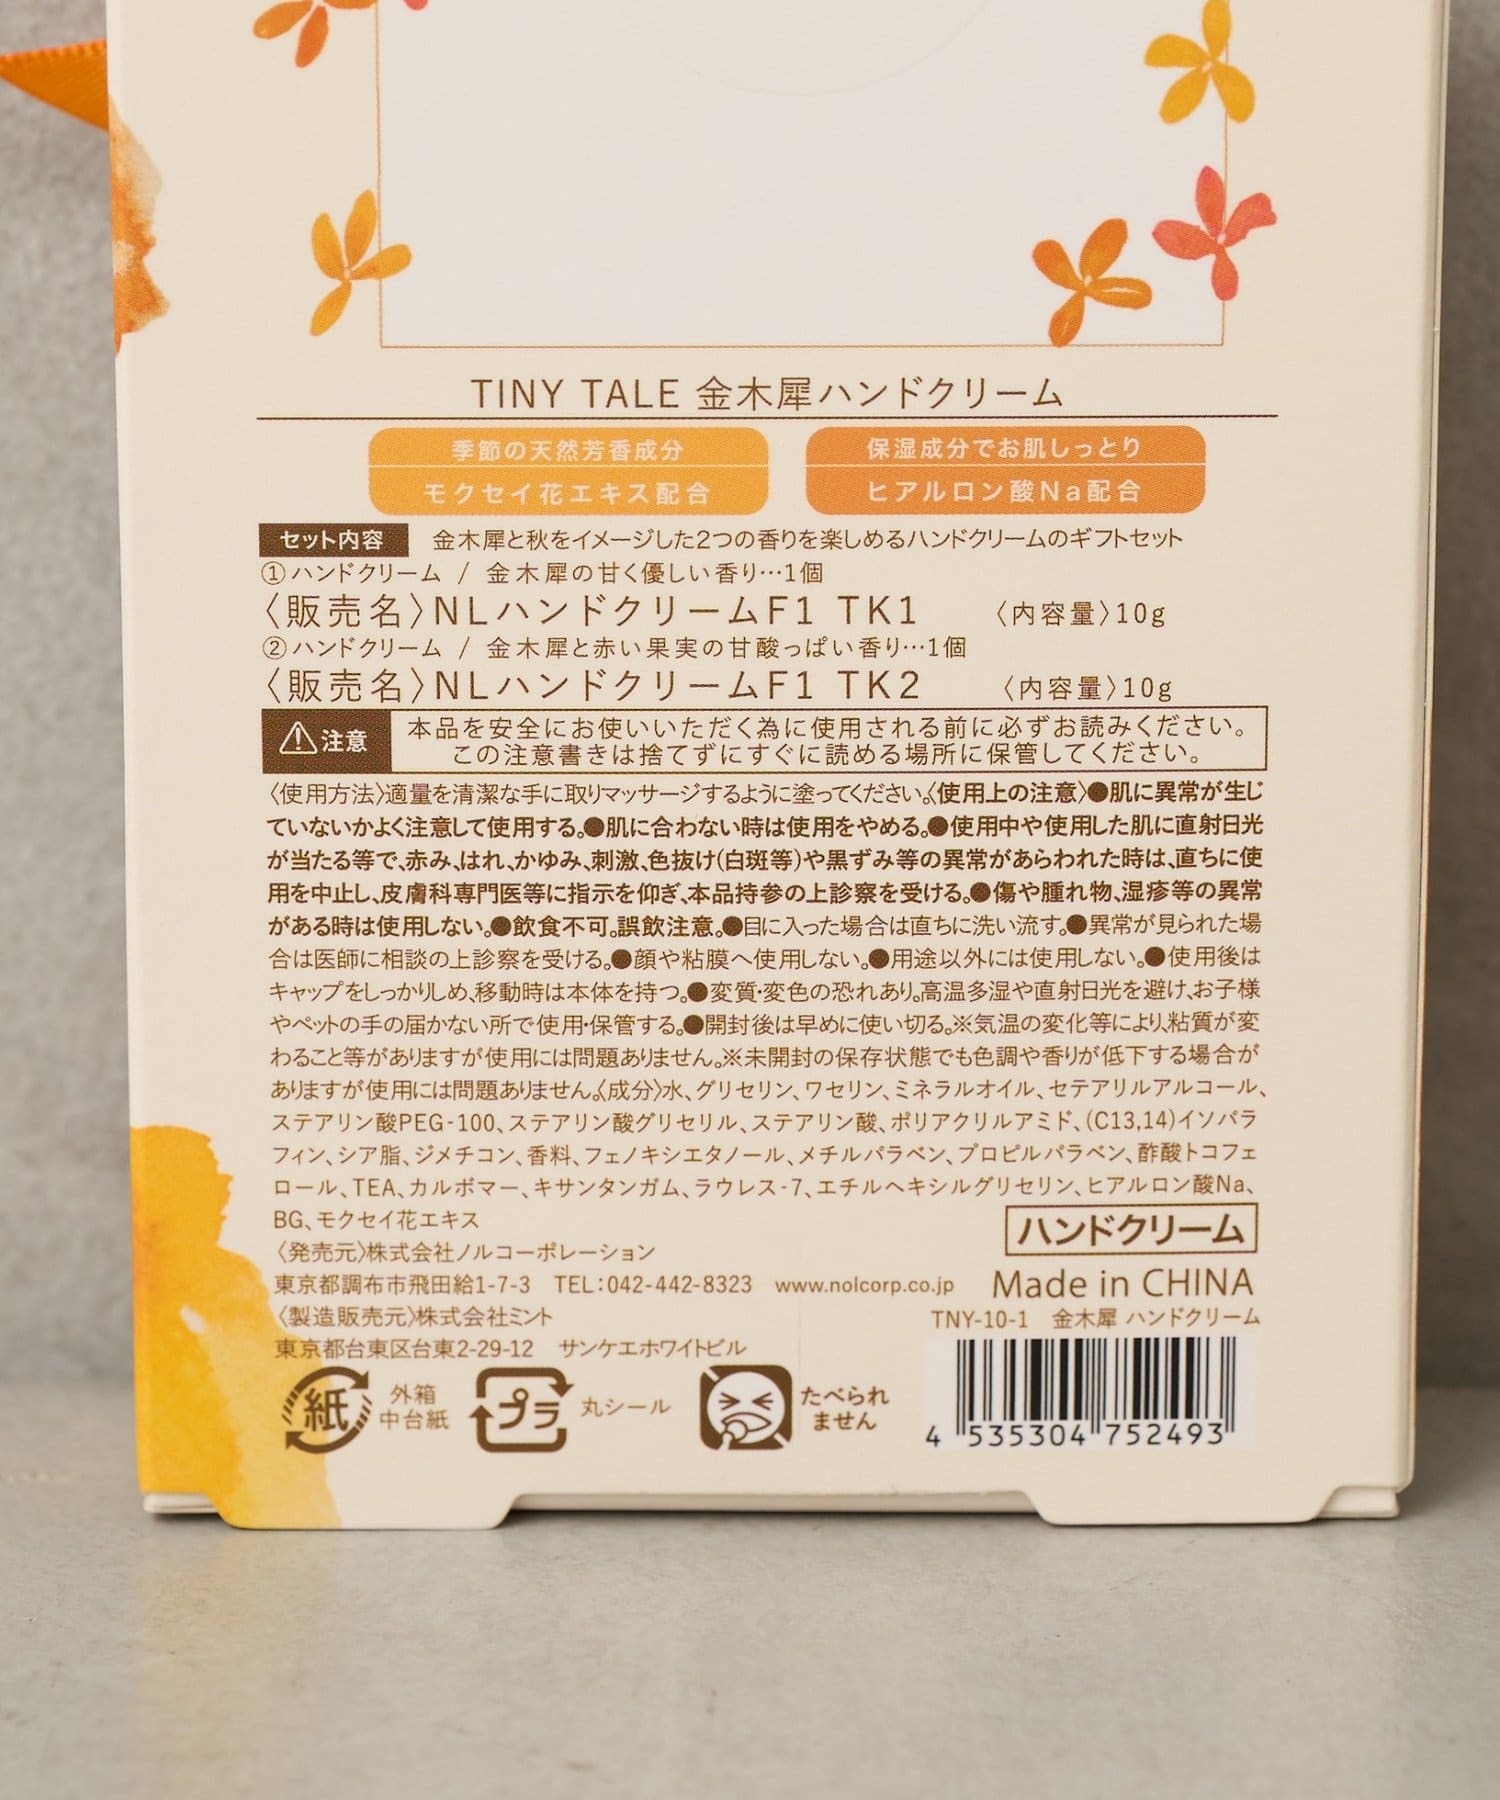 TINY TALE 金木犀ハンドクリーム
季節の天然芳香成分
モクセイ花エキス配合
保湿成分でお肌しっとり
ヒアルロン酸Na配合
セット内容 金木犀と秋をイメージした2つの香りを楽しめるハンドクリームのギフトセット
①ハンドクリーム / 金木犀の甘く優しい香り…1個
〈販売名〉NLハンドクリームF1 TK1 〈内容量〉10g
②ハンドクリーム / 金木犀と赤い果実の甘酸っぱい香り…1個
〈販売名〉NLハンドクリームF1 TK2 〈内容量〉10g
注意
本品を安全にお使いいただく為に使用される前に必ずお読みください。
この注意書きは捨てずにすぐに読める場所に保管してください。
〈使用方法〉適量を清潔な手に取りマッサージするように塗ってください。〈使用上の注意〉●肌に異常が生じ
ていないかよく注意して使用する。●肌に合わない時は使用をやめる。●使用中や使用した肌に直射日光
が当たる等で、赤み、はれ、かゆみ、刺激、色抜け(白斑等)や黒ずみ等の異常があらわれた時は、直ちに使
用を中止し、皮膚科専門医等に指示を仰ぎ、本品持参の上診察を受ける。●傷や腫れ物、湿疹等の異常
がある時は使用しない。●飲食不可。誤飲注意。●目に入った場合は直ちに洗い流す。●異常が見られた場
合は医師に相談の上診察を受ける。●顔や粘膜へ使用しない。●用途以外には使用しない。●使用後は
キャップをしっかりしめ、移動時は本体を持つ。●変質・変色の恐れあり。高温多湿や直射日光を避け、お子様
やペットの手の届かない所で使用・保管する。●開封後は早めに使い切る。※気温の変化等により、粘質が変
わること等がありますが使用には問題ありません。※未開封の保存状態でも色調や香りが低下する場合が
ありますが使用には問題ありません。〈成分〉水、グリセリン、ワセリン、ミネラルオイル、セテアリルアルコール、
ステアリン酸PEG-100、ステアリン酸グリセリル、ステアリン酸、ポリアクリルアミド、(C13,14)イソパラ
フィン、シア脂、ジメチコン、香料、フェノキシエタノール、メチルパラベン、プロピルパラベン、酢酸トコフェ
ロール、TEA、カルボマー、キサンタンガム、ラウレス-7、エチルヘキシルグリセリン、ヒアルロン酸Na、
BG、モクセイ花エキス
ハンドクリーム
〈発売元〉株式会社ノルコーポレーション
東京都調布市飛田給1-7-3 TEL:042-442-8323 www.nolcorp.co.jp
Made in CHINA
〈製造販売元〉株式会社ミント
TNY-10-1 金木犀 ハンドクリーム
東京都台東区台東2-29-12 サンケエホワイトビル
紙
外箱
中台紙
プラ
丸シール
たべられ
ません
4 535304 752493